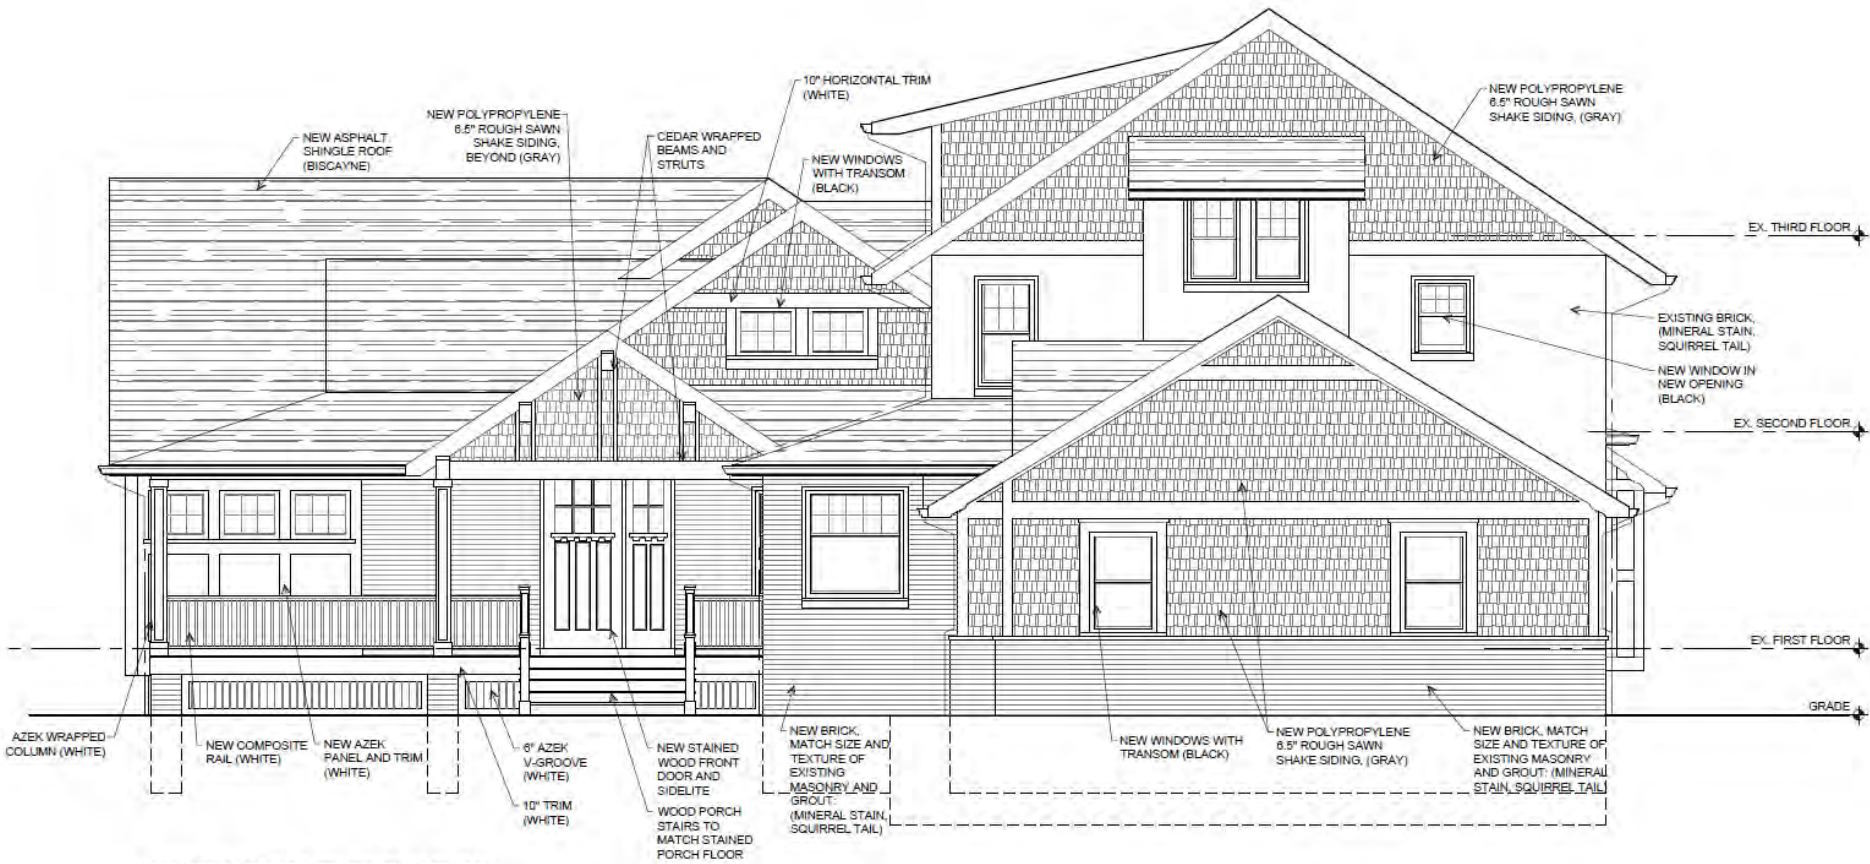 10" HORIZONTAL TRIM
(WHITE)
NEW POLYPROPYLENE
6.5" ROUGH SAWN
SHAKE SIDING, (GRAY)
NEW POLYPROPYLENE
6.5" ROUGH SAWN
SHAKE SIDING,
BEYOND (GRAY)
NEW ASPHALT
SHINGLE ROOF
(BISCAYNE)
CEDAR WRAPPED
BEAMS AND
STRUTS
NEW WINDOWS
WITH TRANSOM
(BLACK)
EX. THIRD FLOOR
EXISTING BRICK,
(MINERAL STAIN,
SQUIRREL TAIL)
NEW WINDOW IN
NEW OPENING
(BLACK)
EX. SECOND FLOOR
EX. FIRST FLOOR
GRADE
AZEK WRAPPED
COLUMN (WHITE)
NEW COMPOSITE
RAIL (WHITE)
NEW AZEK
PANEL AND TRIM
(WHITE)
6" AZEK
V-GROOVE
(WHITE)
10" TRIM
(WHITE)
NEW STAINED
WOOD FRONT
DOOR AND
SIDELITE
WOOD PORCH
STAIRS TO
MATCH STAINED
PORCH FLOOR
NEW BRICK,
MATCH SIZE AND
TEXTURE OF
EXISTING
MASONRY AND
GROUT:
(MINERAL STAIN,
SQUIRREL TAIL)
NEW WINDOWS WITH
TRANSOM (BLACK)
NEW POLYPROPYLENE
6.5" ROUGH SAWN
SHAKE SIDING, (GRAY)
NEW BRICK, MATCH
SIZE AND TEXTURE OF
EXISTING MASONRY
AND GROUT: (MINERAL
STAIN, SQUIRREL TAIL)